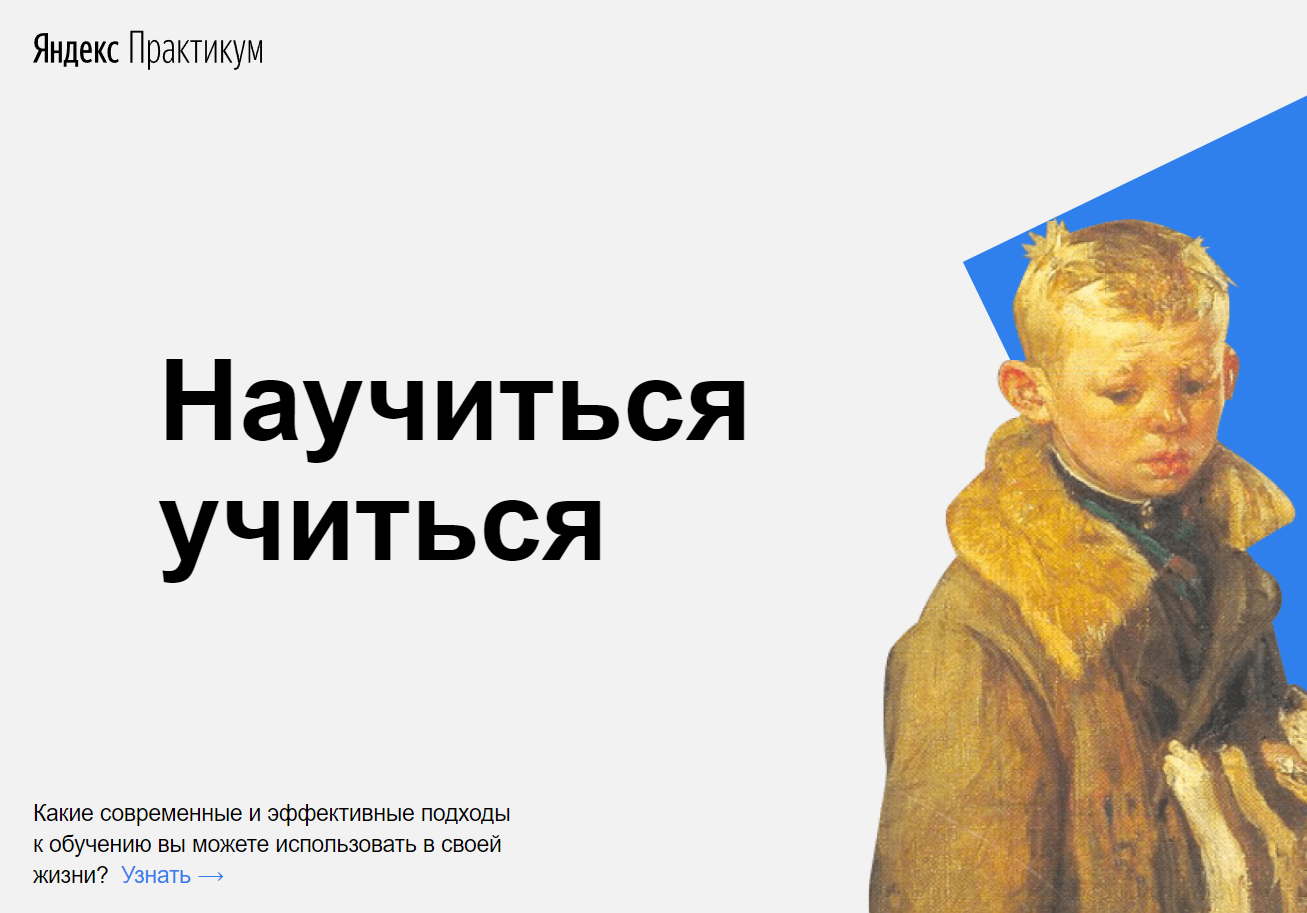 Яндекс Практикум
Научиться
учиться
Какие современные и эффективные подходы
к обучению вы можете использовать в своей
жизни? Узнать →